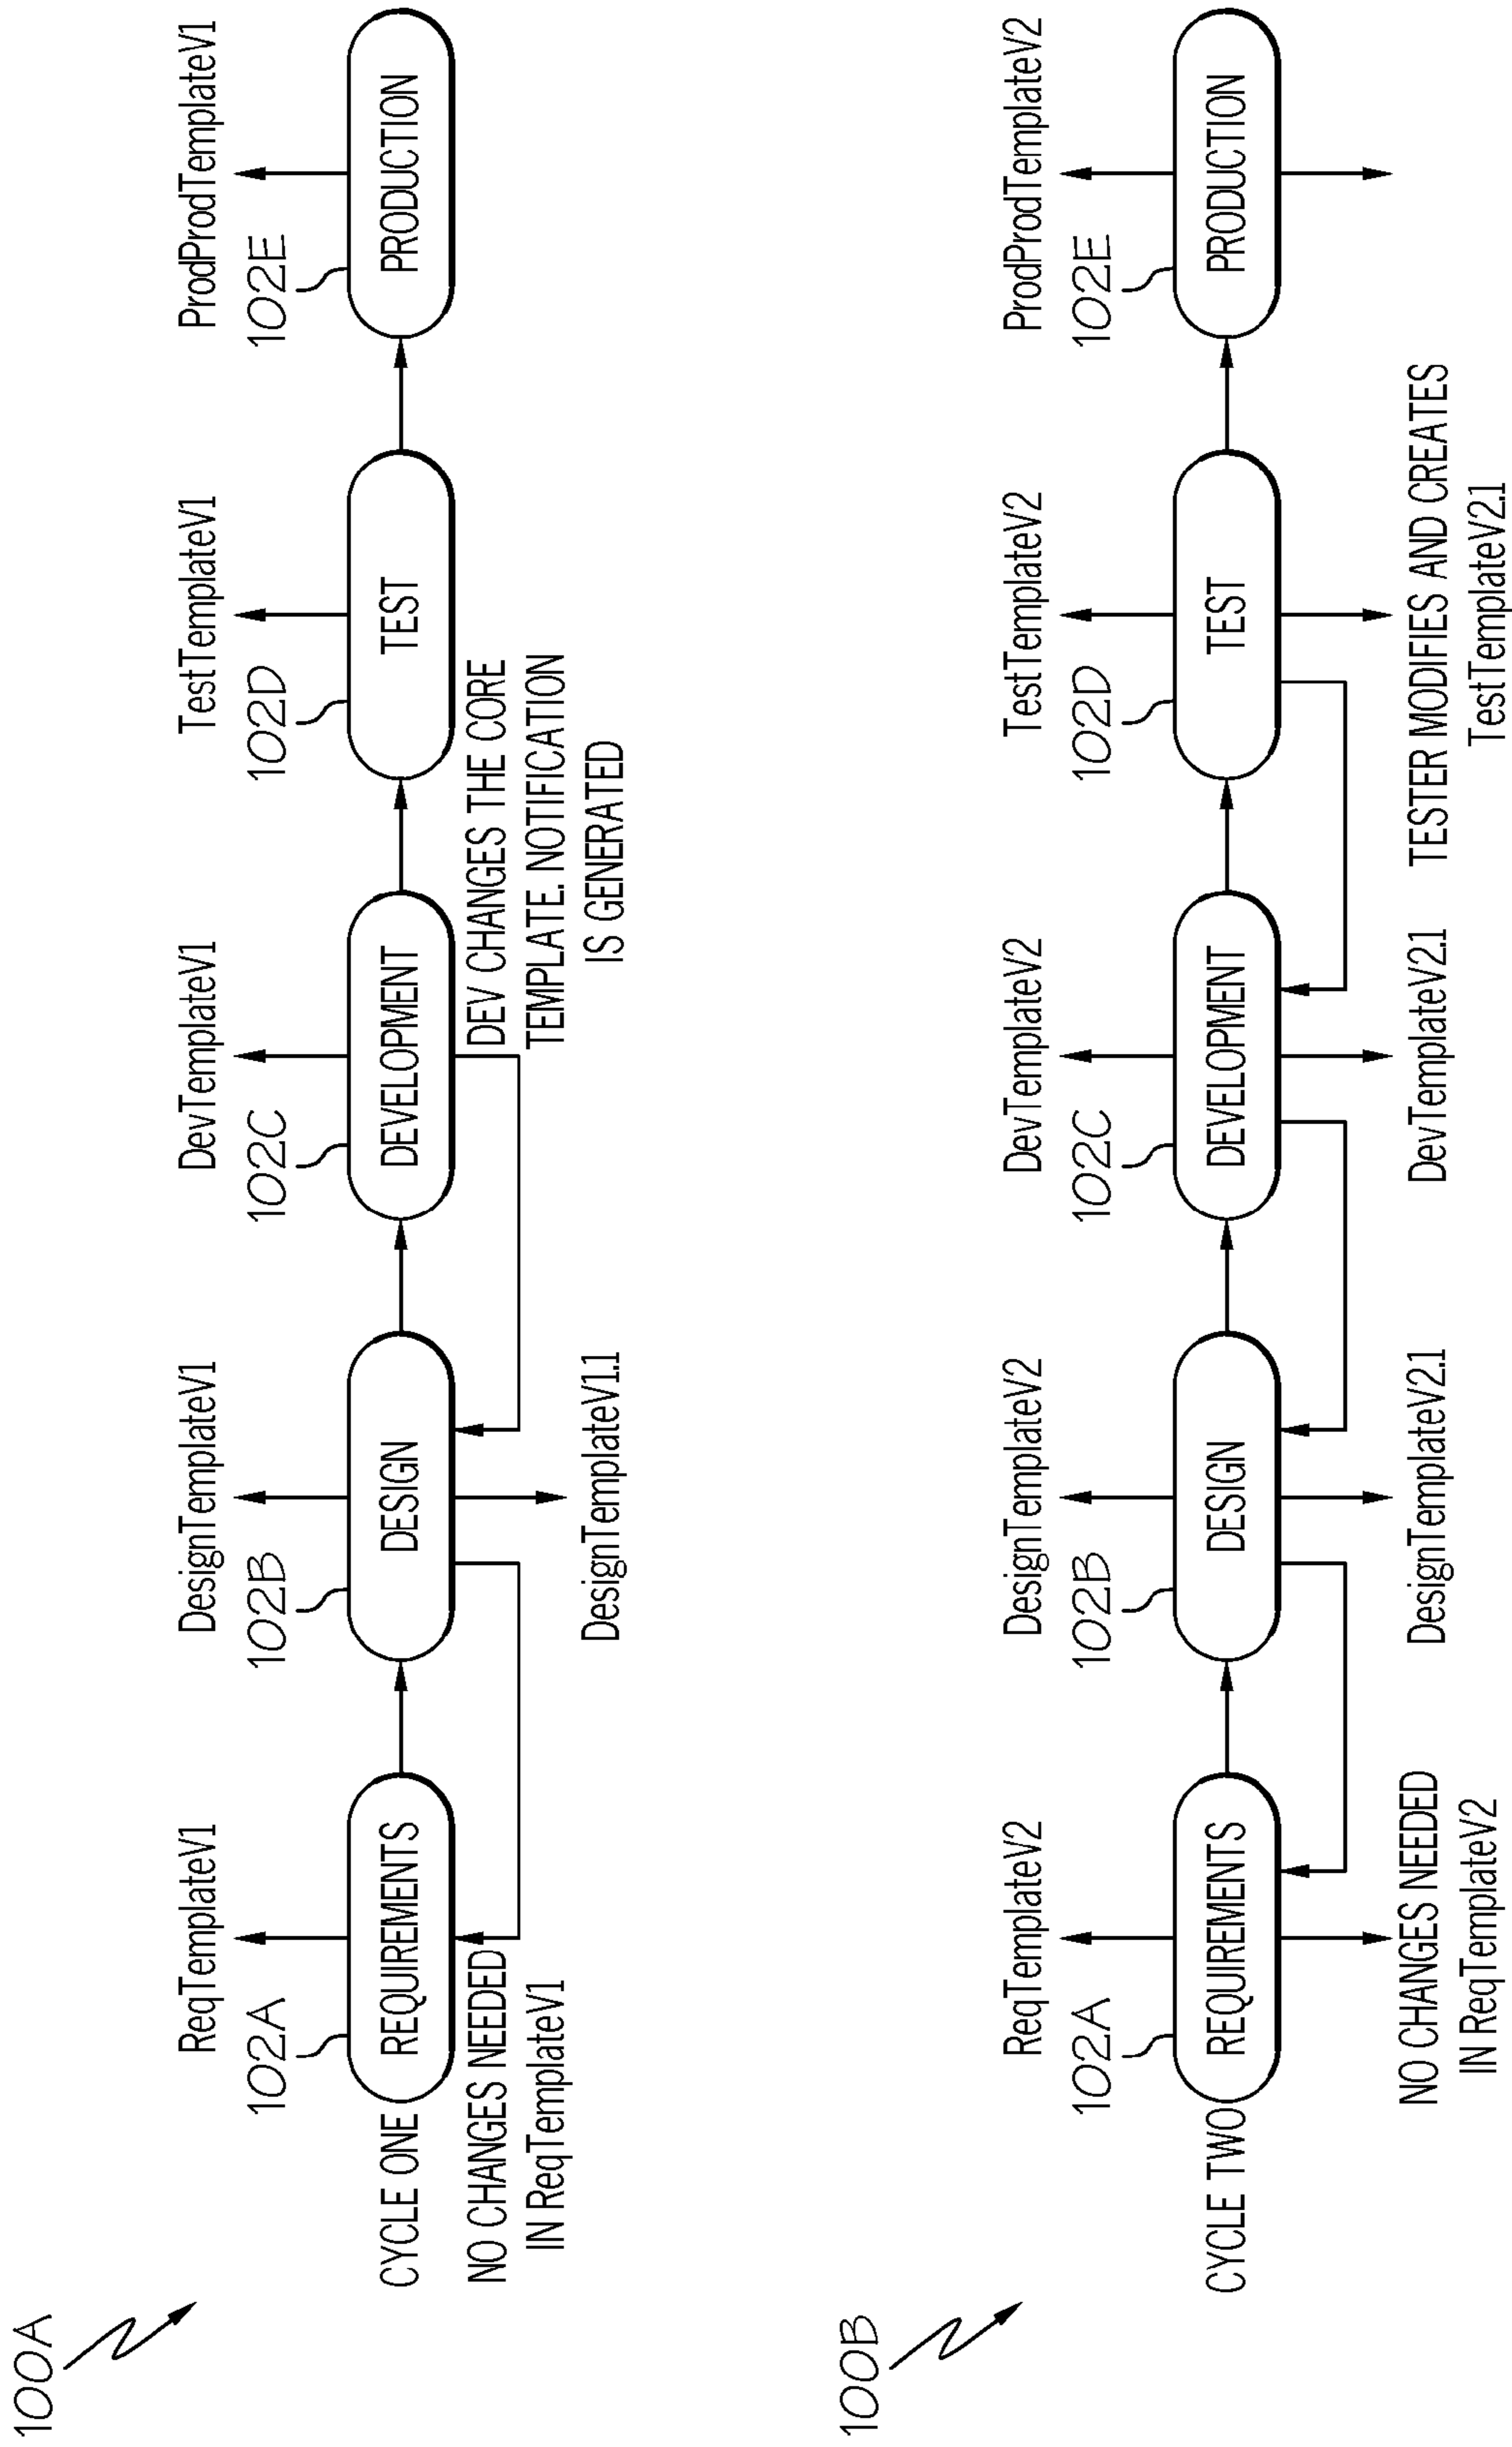 100A
ReqTemplateV1
DesignTemplateV1
DevTemplateV1
TestTemplateV1
ProdProdTemplateV1
102A
102B
102C
102D
102E
CYCLE ONE
REQUIREMENTS
DESIGN
DEVELOPMENT
TEST
PRODUCTION
NO CHANGES NEEDED
IN ReqTemplateV1
DesignTemplateV1.1
DEV CHANGES THE CORE
TEMPLATE. NOTIFICATION
IS GENERATED
100B
ReqTemplateV2
DesignTemplateV2
DevTemplateV2
TestTemplateV2
ProdProdTemplateV2
102A
102B
102C
102D
102E
CYCLE TWO
REQUIREMENTS
DESIGN
DEVELOPMENT
TEST
PRODUCTION
NO CHANGES NEEDED
IN ReqTemplateV2
DesignTemplateV2.1
DevTemplateV2.1
TESTER MODIFIES AND CREATES
TestTemplateV2.1